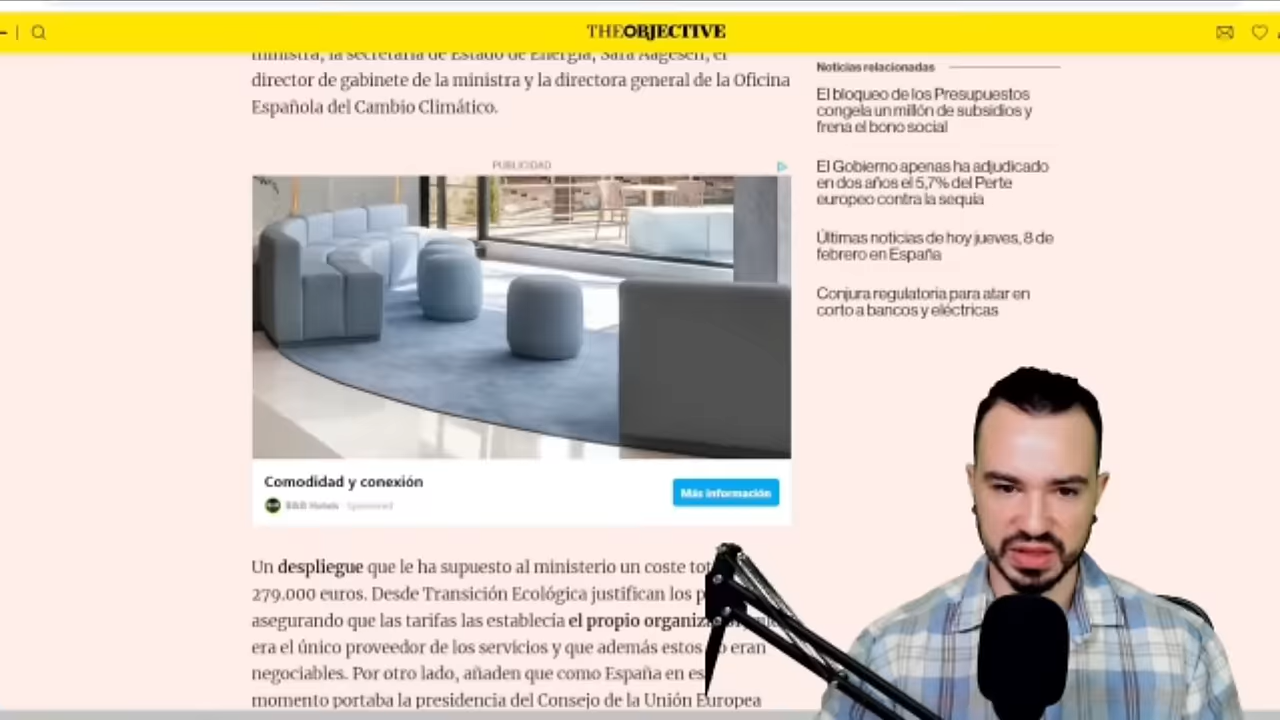 THEOBJECTIVE
ministra, la secretaria de Estado de Energía, Sara Aagesen, el
director de gabinete de la ministra y la directora general de la Oficina
Española del Cambio Climático.
PUBLICIDAD
Comodidad y conexión
B&B Hotels Sponsored
Más información
Un despliegue que le ha supuesto al ministerio un coste
279.000 euros. Desde Transición Ecológica justifican los
asegurando que las tarifas las establecía el propio
era el único proveedor de los servicios y que además estos no eran
negociables. Por otro lado, añaden que como España en
momento portaba la presidencia del Consejo de la Unión Europea
Noticias relacionadas
El bloqueo de los Presupuestos
congela un millón de subsidios y
frena el bono social
El Gobierno apenas ha adjudicado
en dos años el 5,7% del Perte
europeo contra la sequía
Últimas noticias de hoy jueves, 8 de
febrero en España
Conjura regulatoria para atar en
corto a bancos y eléctricas